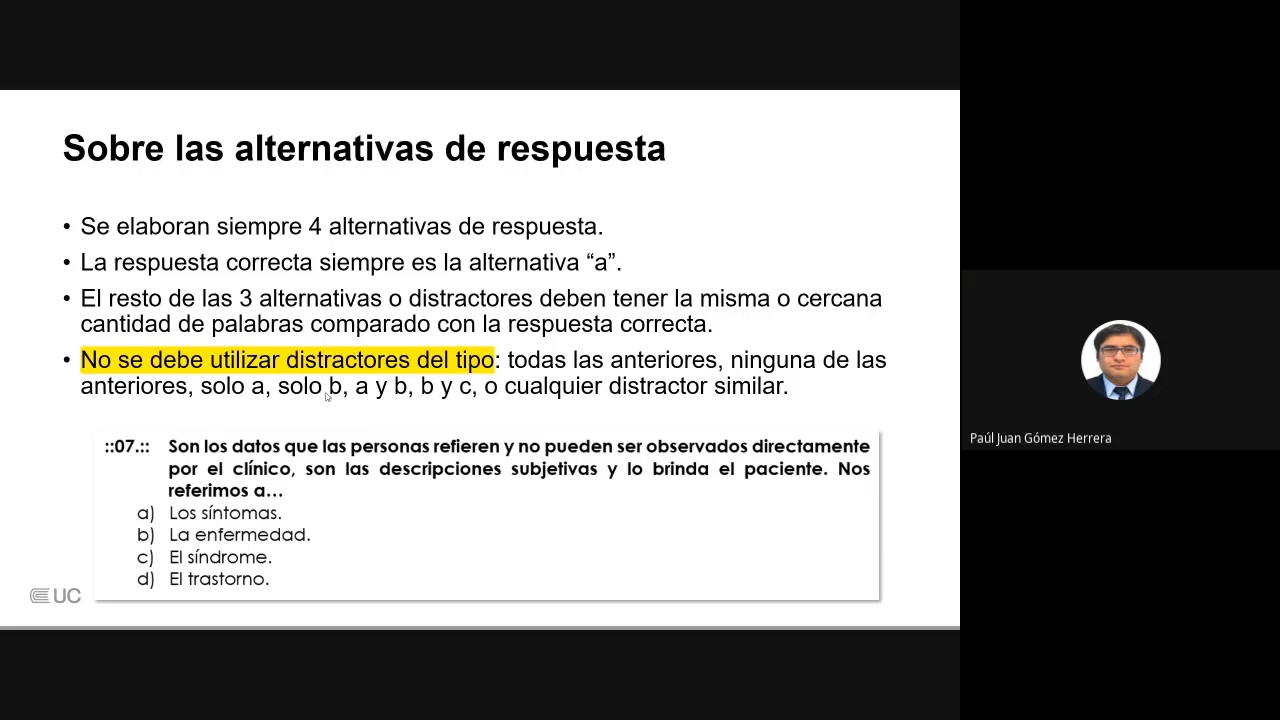 Sobre las alternativas de respuesta
• Se elaboran siempre 4 alternativas de respuesta.
• La respuesta correcta siempre es la alternativa “a”.
• El resto de las 3 alternativas o distractores deben tener la misma o cercana
cantidad de palabras comparado con la respuesta correcta.
• No se debe utilizar distractores del tipo: todas las anteriores, ninguna de las
anteriores, solo a, solo b, a y b, b y c, o cualquier distractor similar.
::07.:: Son los datos que las personas refieren y no pueden ser observados directamente
por el clínico, son las descripciones subjetivas y lo brinda el paciente. Nos
referimos a…
a) Los síntomas.
b) La enfermedad.
c) El síndrome.
d) El trastorno.
UC
Paúl Juan Gómez Herrera